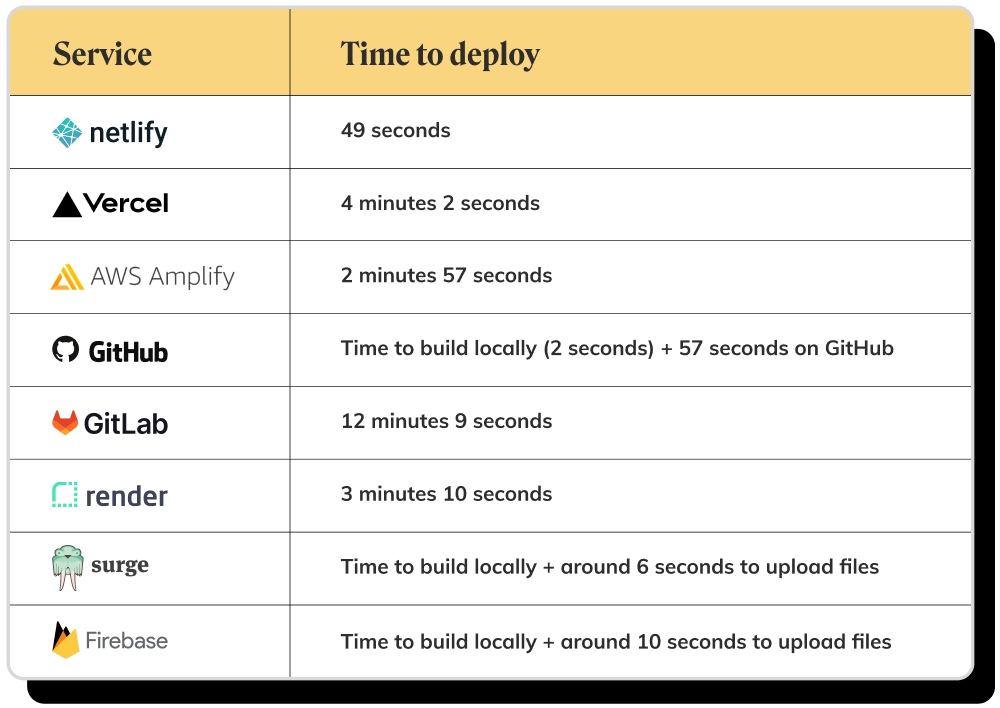 Service Time to deploy
netlify 49 seconds
Vercel 4 minutes 2 seconds
AWS Amplify 2 minutes 57 seconds
GitHub Time to build locally (2 seconds) + 57 seconds on GitHub
GitLab 12 minutes 9 seconds
render 3 minutes 10 seconds
surge Time to build locally + around 6 seconds to upload files
Firebase Time to build locally + around 10 seconds to upload files